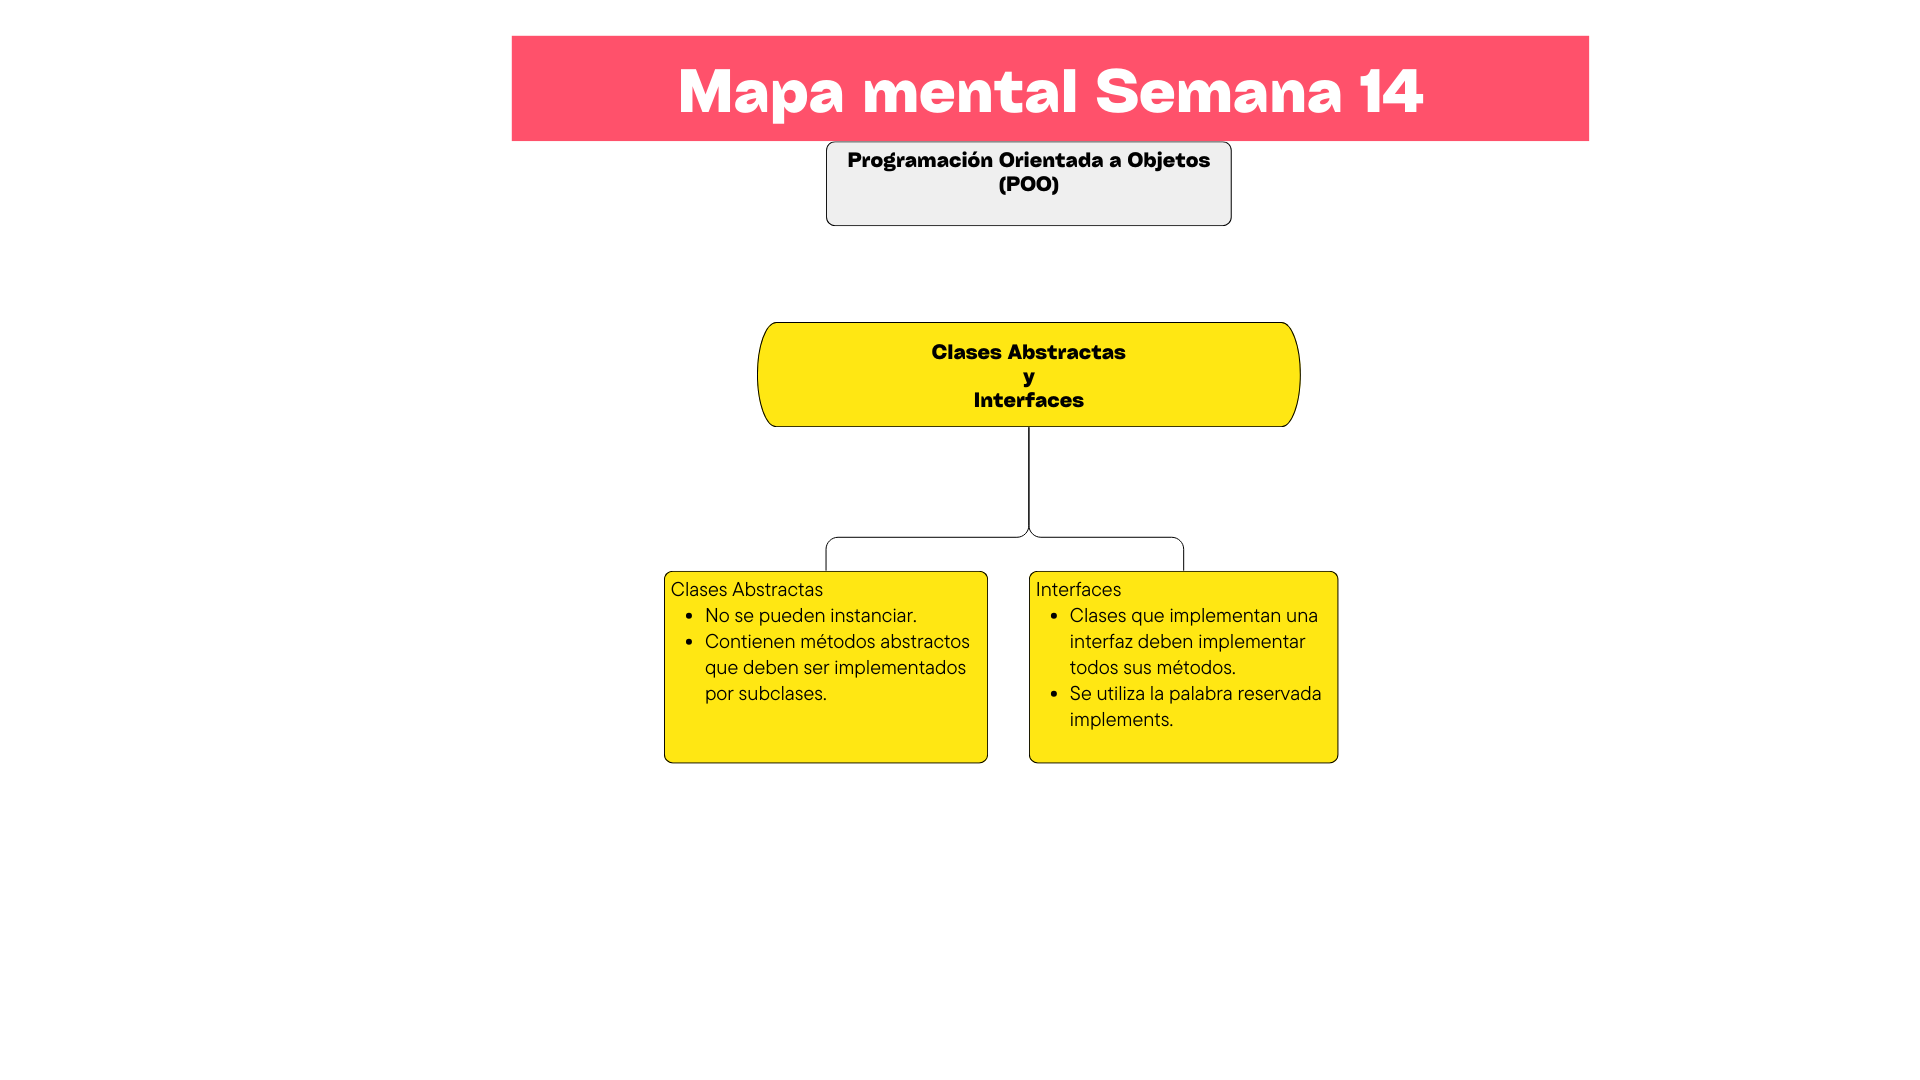 Mapa mental Semana 14
Programación Orientada a Objetos
(POO)
Clases Abstractas
y
Interfaces
Clases Abstractas
• No se pueden instanciar.
• Contienen métodos abstractos
que deben ser implementados
por subclases.
Interfaces
• Clases que implementan una
interfaz deben implementar
todos sus métodos.
• Se utiliza la palabra reservada
implements.